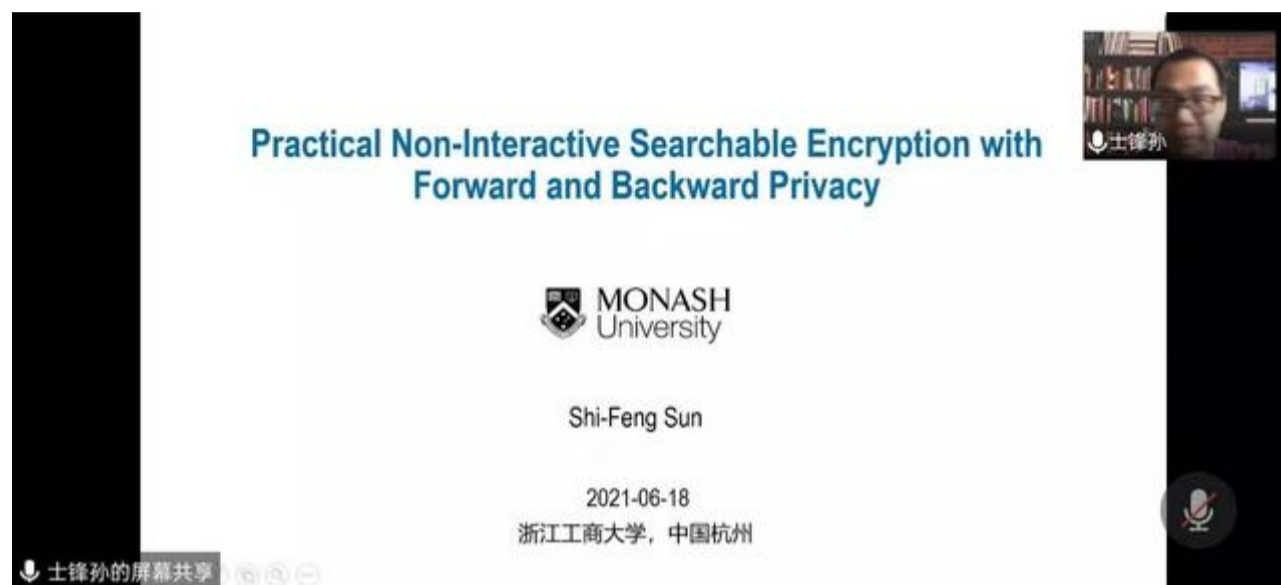 Practical Non-Interactive Searchable Encryption with
Forward and Backward Privacy
士锋孙
MONASH
University
Shi-Feng Sun
2021-06-18
浙江工商大学，中国杭州
士锋孙的屏幕共享